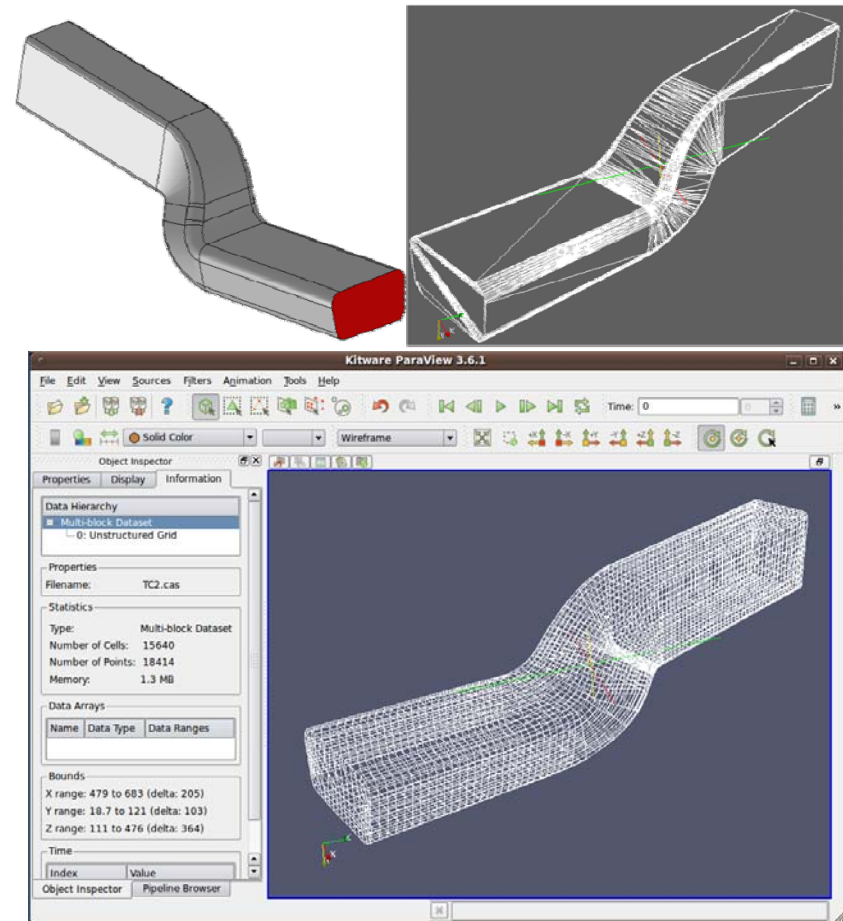 Kitware ParaView 3.6.1
File Edit View Sources Filters Animation Tools Help
Time: 0
0
Solid Color
Wireframe
+X -X +Y -Y +Z -Z
Object Inspector
Properties Display Information
Data Hierarchy
Multi-block Dataset
0: Unstructured Grid
Properties
Filename: TC2.cas
Statistics
Type: Multi-block Dataset
Number of Cells: 15640
Number of Points: 18414
Memory: 1.3 MB
Data Arrays
Name Data Type Data Ranges
Bounds
X range: 479 to 683 (delta: 205)
Y range: 18.7 to 121 (delta: 103)
Z range: 111 to 476 (delta: 364)
Time
Index Value
Object Inspector Pipeline Browser